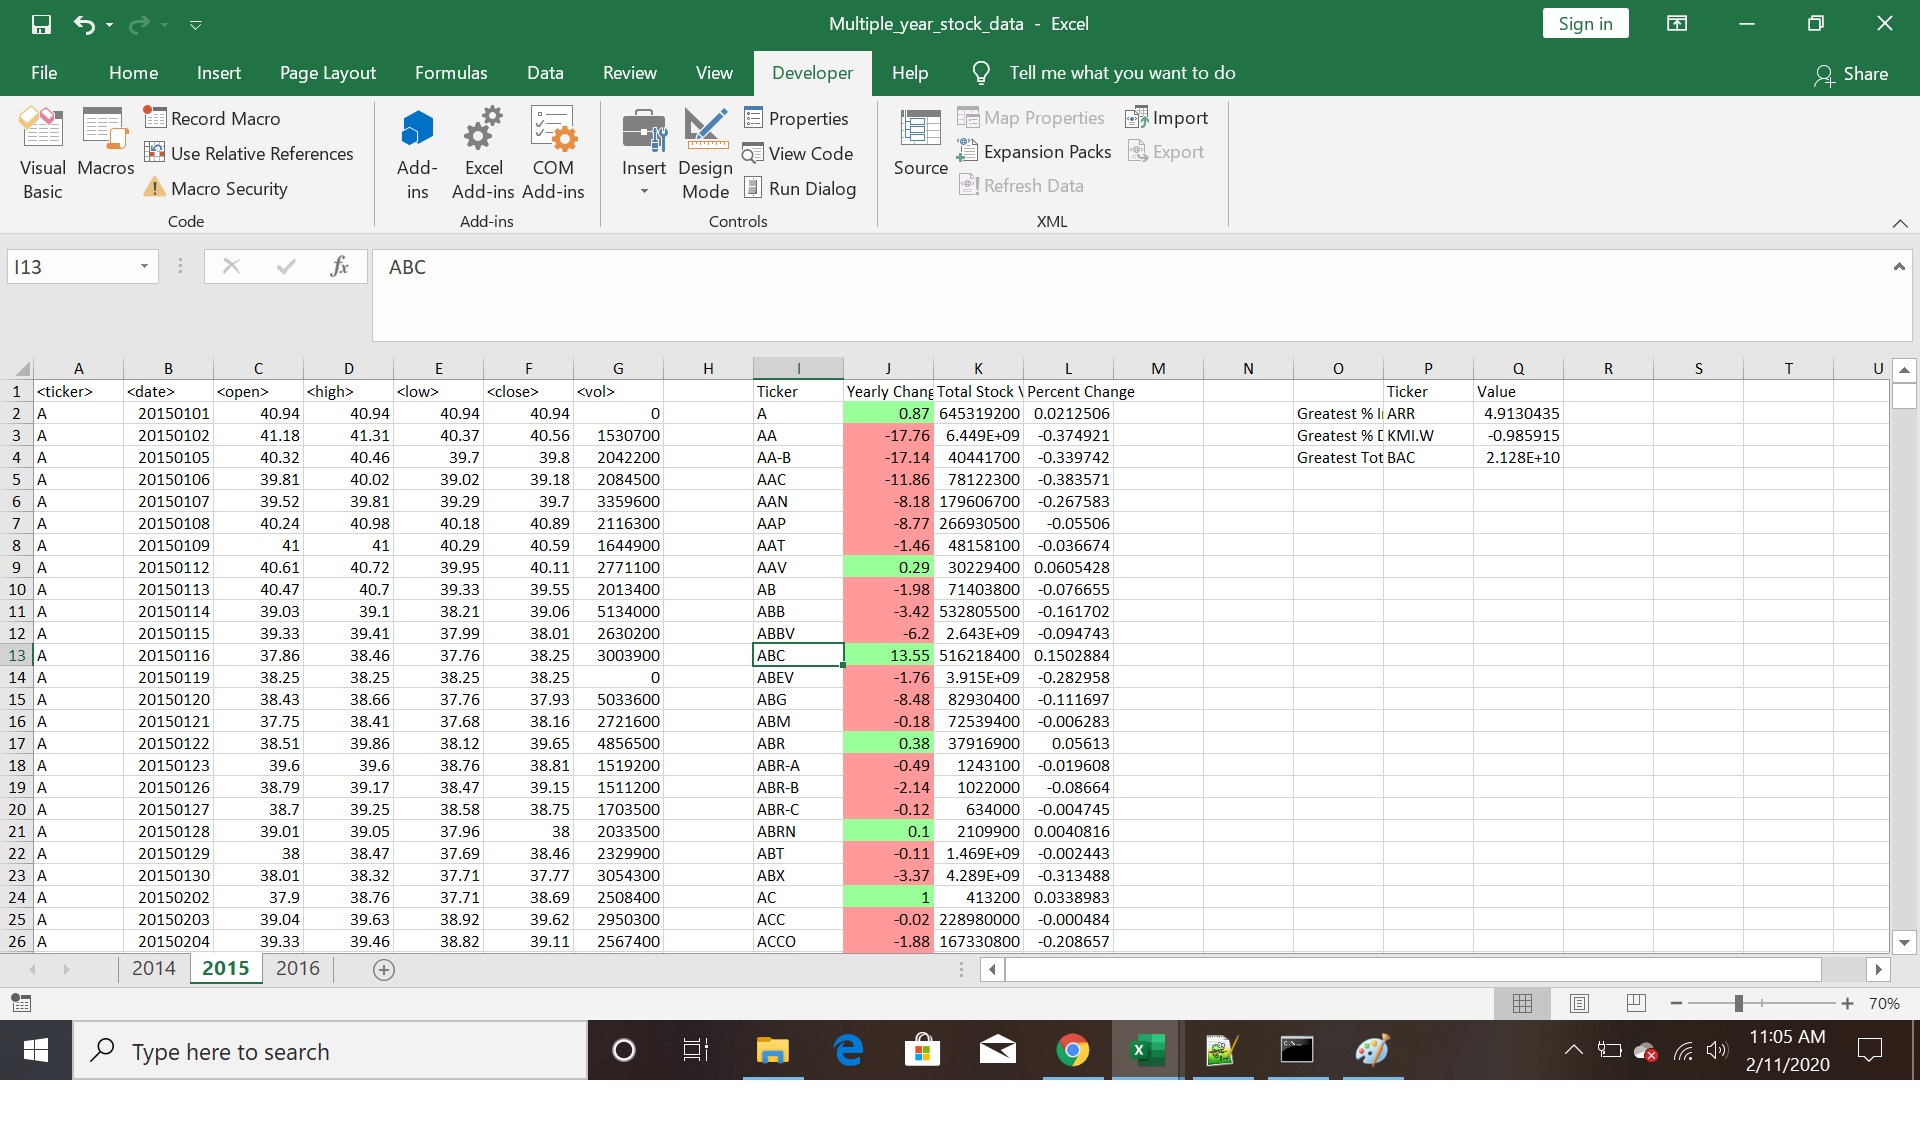 Multiple_year_stock_data - Excel
Sign in
File Home Insert Page Layout Formulas Data Review View Developer Help Tell me what you want to do Share
Visual Basic
Macros
Record Macro
Use Relative References
Macro Security
Code
Add-ins
Excel Add-ins
COM Add-ins
Add-ins
Insert
Design Mode
Properties
View Code
Run Dialog
Controls
Source
Map Properties
Expansion Packs
Refresh Data
Import
Export
XML
I13 fx ABC
A B C D E F G H I J K L M N O P Q R S T U
1 <ticker> <date> <open> <high> <low> <close> <vol> Ticker Yearly Chang Total Stock V Percent Change Ticker Value
2 A 20150101 40.94 40.94 40.94 40.94 0 A 0.87 645319200 0.0212506 Greatest % I ARR 4.9130435
3 A 20150102 41.18 41.31 40.37 40.56 1530700 AA -17.76 6.449E+09 -0.374921 Greatest % D KMI.W -0.985915
4 A 20150105 40.32 40.46 39.7 39.8 2042200 AA-B -17.14 40441700 -0.339742 Greatest Tot BAC 2.128E+10
5 A 20150106 39.81 40.02 39.02 39.18 2084500 AAC -11.86 78122300 -0.383571
6 A 20150107 39.52 39.81 39.29 39.7 3359600 AAN -8.18 179606700 -0.267583
7 A 20150108 40.24 40.98 40.18 40.89 2116300 AAP -8.77 266930500 -0.05506
8 A 20150109 41 41 40.29 40.59 1644900 AAT -1.46 48158100 -0.036674
9 A 20150112 40.61 40.72 39.95 40.11 2771100 AAV 0.29 30229400 0.0605428
10 A 20150113 40.47 40.7 39.33 39.55 2013400 AB -1.98 71403800 -0.076655
11 A 20150114 39.03 39.1 38.21 39.06 5134000 ABB -3.42 532805500 -0.161702
12 A 20150115 39.33 39.41 37.99 38.01 2630200 ABBV -6.2 2.643E+09 -0.094743
13 A 20150116 37.86 38.46 37.76 38.25 3003900 ABC 13.55 516218400 0.1502884
14 A 20150119 38.25 38.25 38.25 38.25 0 ABEV -1.76 3.915E+09 -0.282958
15 A 20150120 38.43 38.66 37.76 37.93 5033600 ABG -8.48 82930400 -0.111697
16 A 20150121 37.75 38.41 37.68 38.16 2721600 ABM -0.18 72539400 -0.006283
17 A 20150122 38.51 39.86 38.12 39.65 4856500 ABR 0.38 37916900 0.05613
18 A 20150123 39.6 39.6 38.76 38.81 1519200 ABR-A -0.49 1243100 -0.019608
19 A 20150126 38.79 39.17 38.47 39.15 1511200 ABR-B -2.14 1022000 -0.08664
20 A 20150127 38.7 39.25 38.58 38.75 1703500 ABR-C -0.12 634000 -0.004745
21 A 20150128 39.01 39.05 37.96 38 2033500 ABRN 0.1 2109900 0.0040816
22 A 20150129 38 38.47 37.69 38.46 2329900 ABT -0.11 1.469E+09 -0.002443
23 A 20150130 38.01 38.32 37.71 37.77 3054300 ABX -3.37 4.289E+09 -0.313488
24 A 20150202 37.9 38.76 37.71 38.69 2508400 AC 1 413200 0.0338983
25 A 20150203 39.04 39.63 38.92 39.62 2950300 ACC -0.02 228980000 -0.000484
26 A 20150204 39.33 39.46 38.82 39.11 2567400 ACCO -1.88 167330800 -0.208657
2014 2015 2016
70%
Type here to search
11:05 AM
2/11/2020